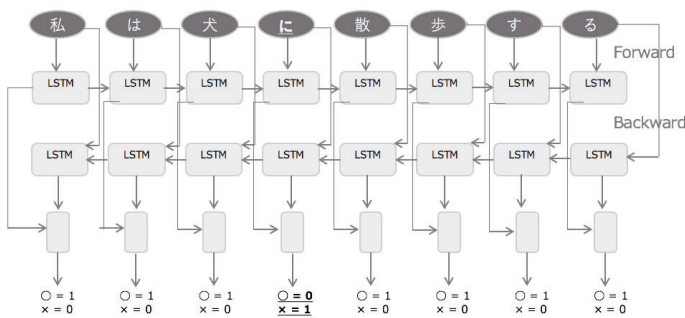 私 は 犬 に 散 歩 す る
Forward
LSTM LSTM LSTM LSTM LSTM LSTM LSTM LSTM
Backward
LSTM LSTM LSTM LSTM LSTM LSTM LSTM LSTM
○ = 1 ○ = 1 ○ = 1 ○ = 0 ○ = 1 ○ = 1 ○ = 1 ○ = 1
× = 0 × = 0 × = 0 × = 1 × = 0 × = 0 × = 0 × = 0